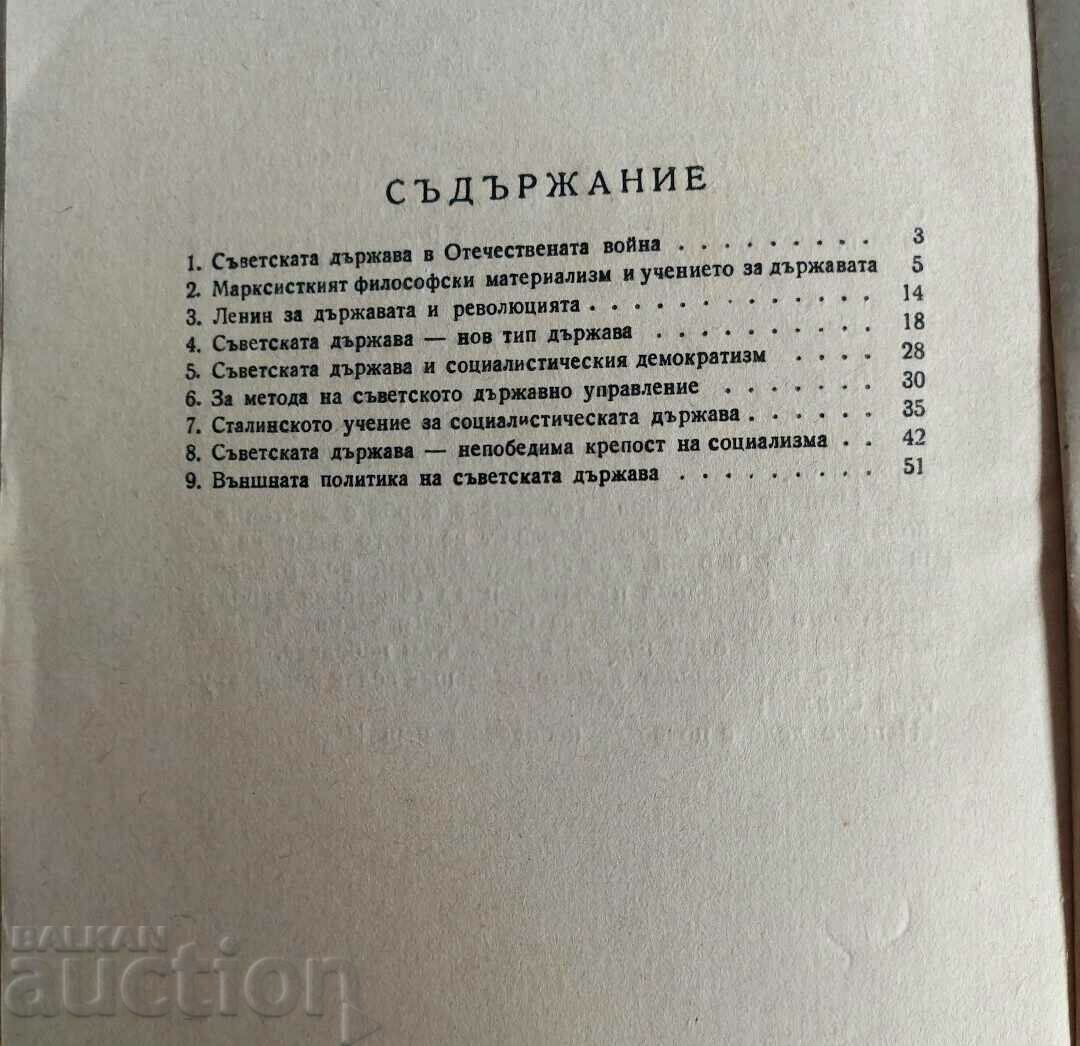 СЪДЪРЖАНИЕ
1. Съветската държава в Отечествената война . . . . . . . . . 3
2. Марксисткият философски материализм и учението за държавата 5
3. Ленин за държавата и революцията . . . . . . . . . . . . . 14
4. Съветската държава — нов тип държава . . . . . . . . . . 18
5. Съветската държава и социалистическия демократизм . . . . 28
6. За метода на съветското държавно управление . . . . . . . 30
7. Сталинското учение за социалистическата държава . . . . . . 35
8. Съветската държава — непобедима крепост на социализма . . 42
9. Външната политика на съветската държава . . . . . . . . . 51
BALKAN
auction